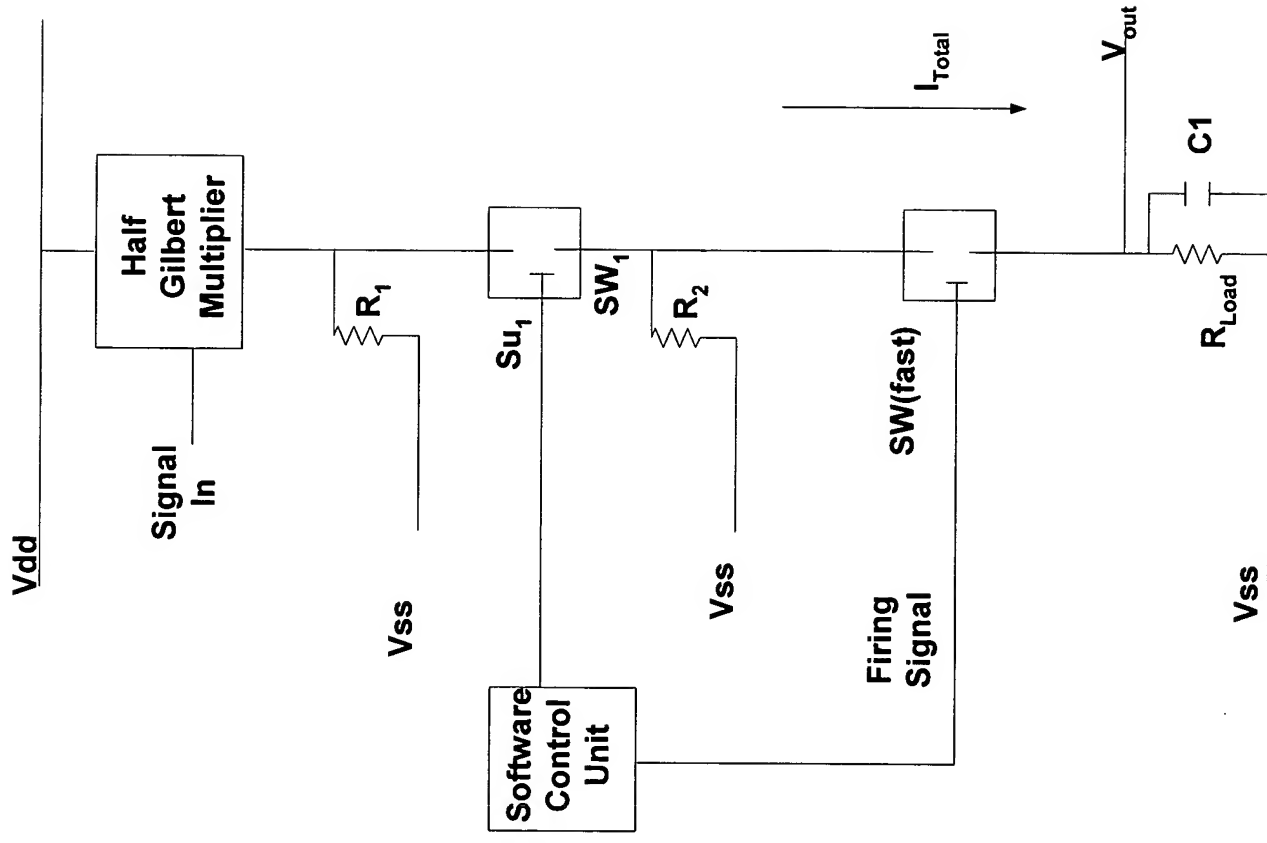 Vdd
Half
Gilbert
Multiplier
Signal
In
R1
Vss
Su1
SW1
R2
Vss
Software
Control
Unit
Firing
Signal
SW(fast)
ITotal
Vout
C1
RLoad
Vss